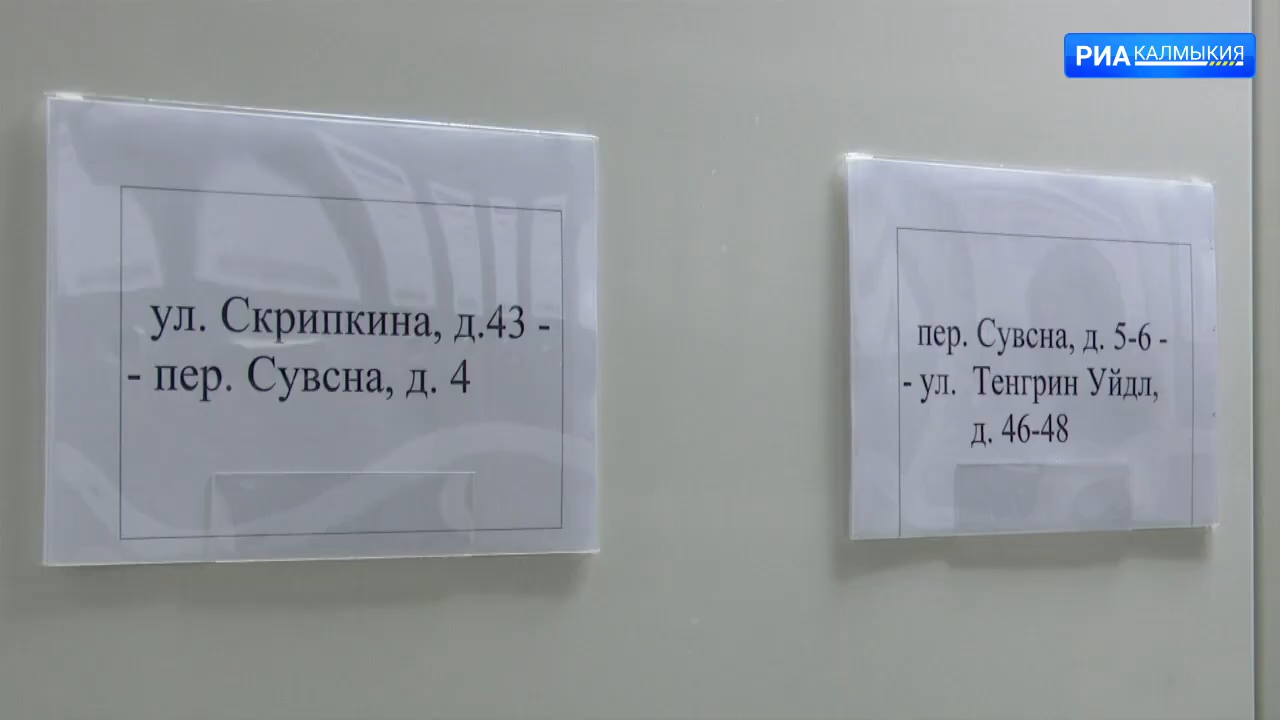 РИА КАЛМЫКИЯ
ул. Скрипкина, д.43 -
- пер. Сувсна, д. 4
пер. Сувсна, д. 5-6 -
- ул. Тенгрин Уйдл,
д. 46-48